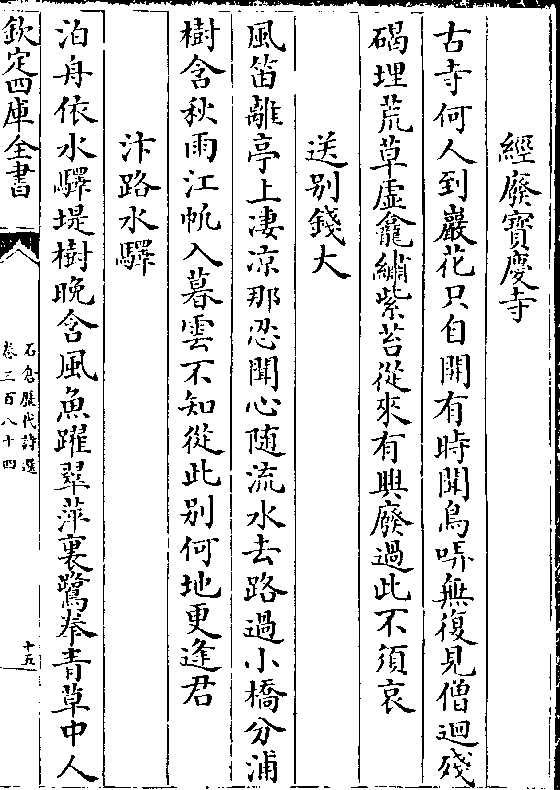 經廢寳慶寺
古寺何人到巖花只自開有時聞鳥哢無復見僧迴殘
碣埋荒草虚龕繡紫苔從來有興廢過此不須哀
送别錢大
風笛離亭上凄凉那忍聞心随流水去路過小橋分浦
樹含秋雨江帆入暮雲不知從此别何地更逢君
汴路水驛
泊舟依水驛堤樹晚含風魚躍翠萍裏鷺拳青草中人
欽定四庫全書
石倉歷代詩選
卷三百八十四
十五